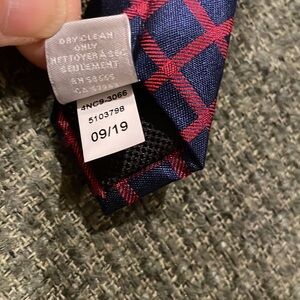 DRY CLEAN
ONLY
NETTOYER À SEC
SEULEMENT
4NC9-3066
5103798
09/19